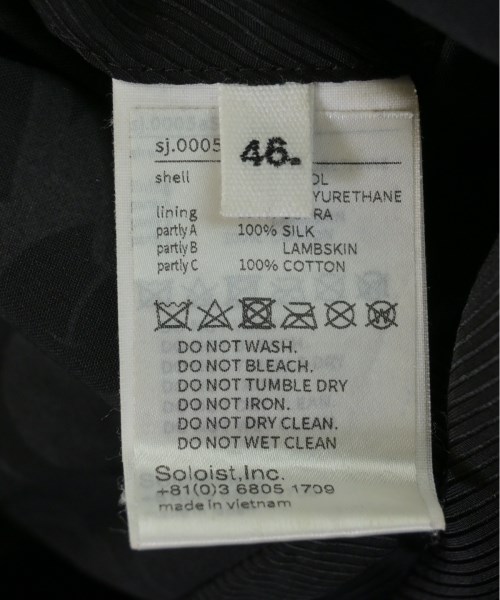 sj.0005
46.
shell
lining
partly A 100% SILK
partly B LAMBSKIN
partly C 100% COTTON
DO NOT WASH.
DO NOT BLEACH.
DO NOT TUMBLE DRY
DO NOT IRON.
DO NOT DRY CLEAN.
DO NOT WET CLEAN
Soloist,Inc.
+81(0)3 6805 1709
made in vietnam